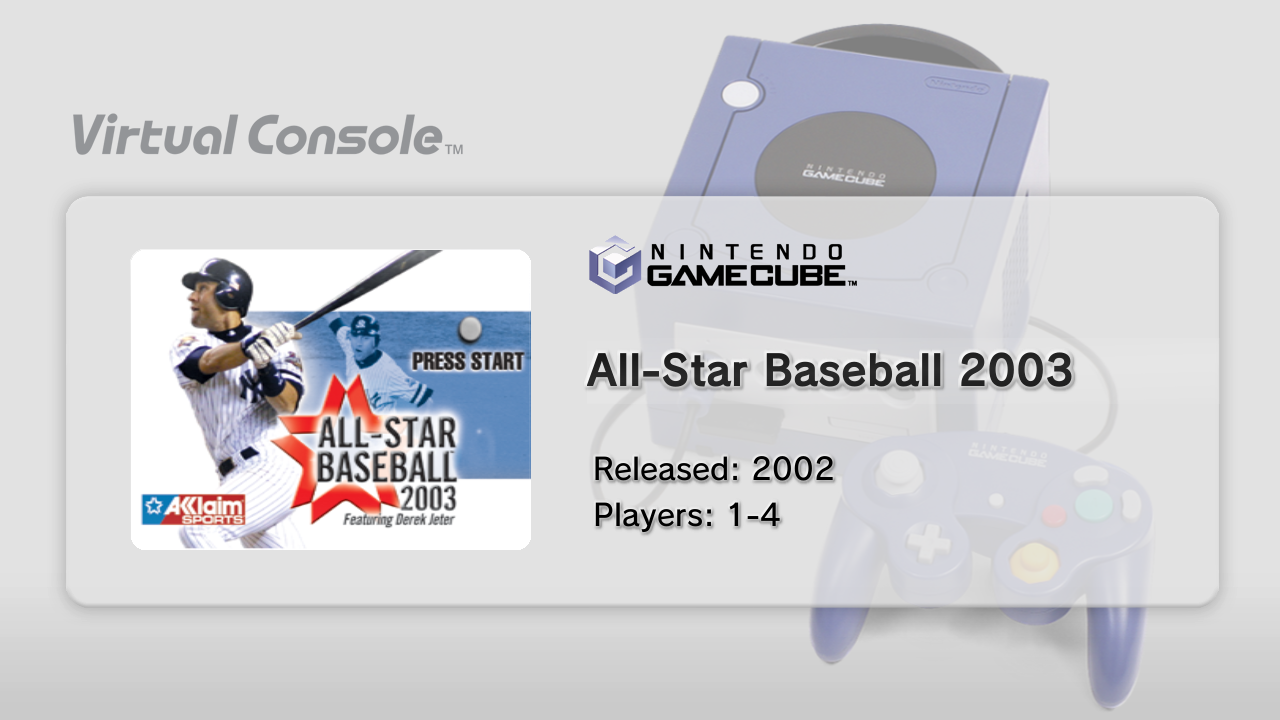 Nintendo
NINTENDO
GAMECUBE
Virtual Console™
NINTENDO
GAMECUBE™
PRESS START
ALL-STAR
BASEBALL
2003
Featuring Derek Jeter
AKKlaim
SPORTS
All-Star Baseball 2003
Released: 2002
Players: 1-4
NINTENDO
GAMECUBE